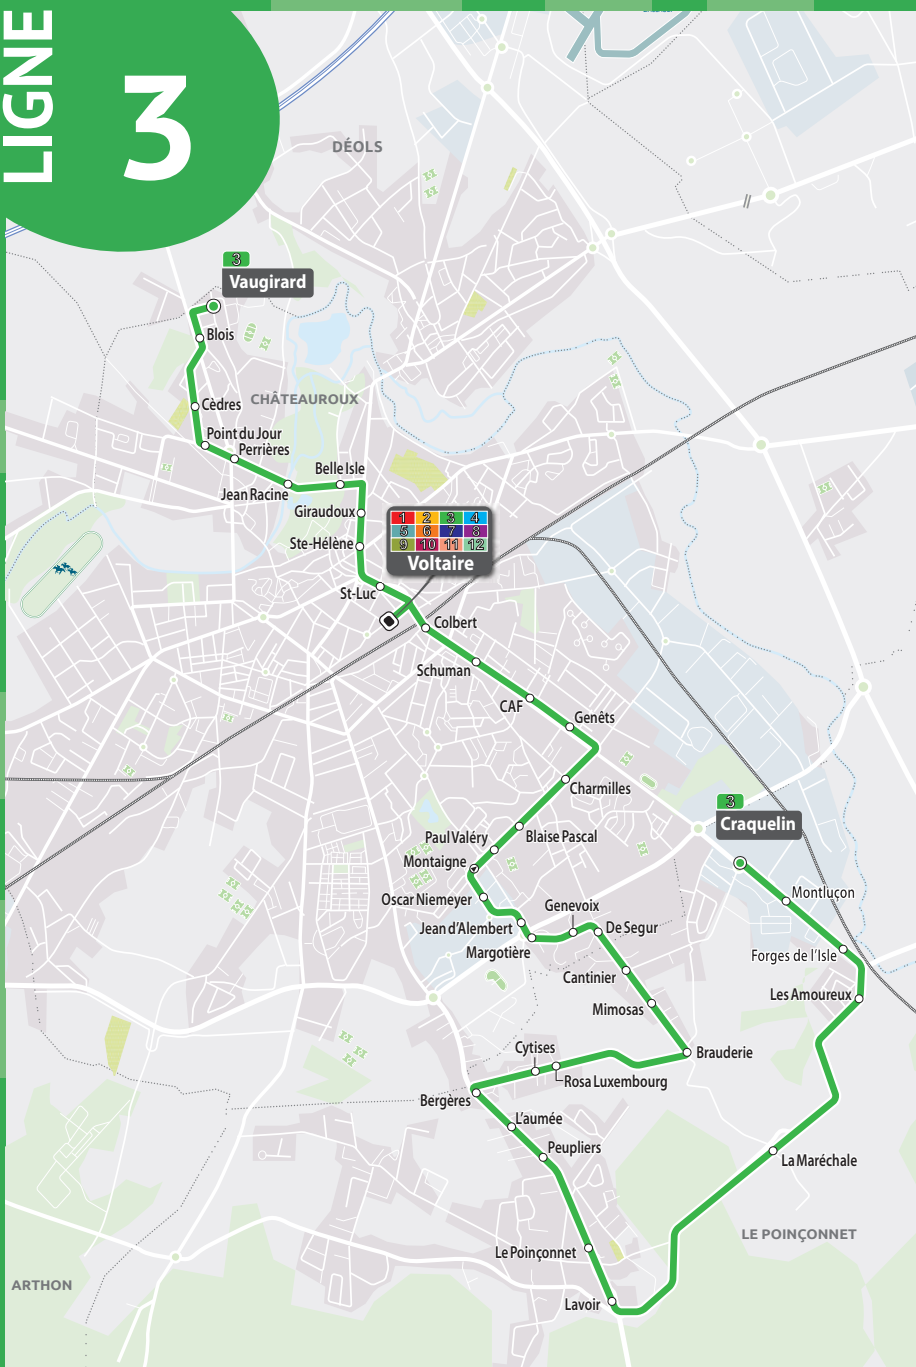 LIGNE
3
DÉOLS
3
Vaugirard
Blois
CHÂTEAUROUX
Cèdres
Point du Jour
Perrières
Belle Isle
Jean Racine
Giraudoux
1 2 3 4
5 6 7 8
9 10 11 12
Voltaire
Ste-Hélène
St-Luc
Colbert
Schuman
CAF
Genêts
Charmilles
3
Craquelin
Paul Valéry
Blaise Pascal
Montaigne
Oscar Niemeyer
Montluçon
Genevoix
Jean d'Alembert
De Segur
Margotière
Forges de l'Isle
Cantinier
Les Amoureux
Mimosas
Cytises
Brauderie
Rosa Luxembourg
Bergères
L'aumée
Peupliers
La Maréchale
LE POINÇONNET
Le Poinçonnet
ARTHON
Lavoir